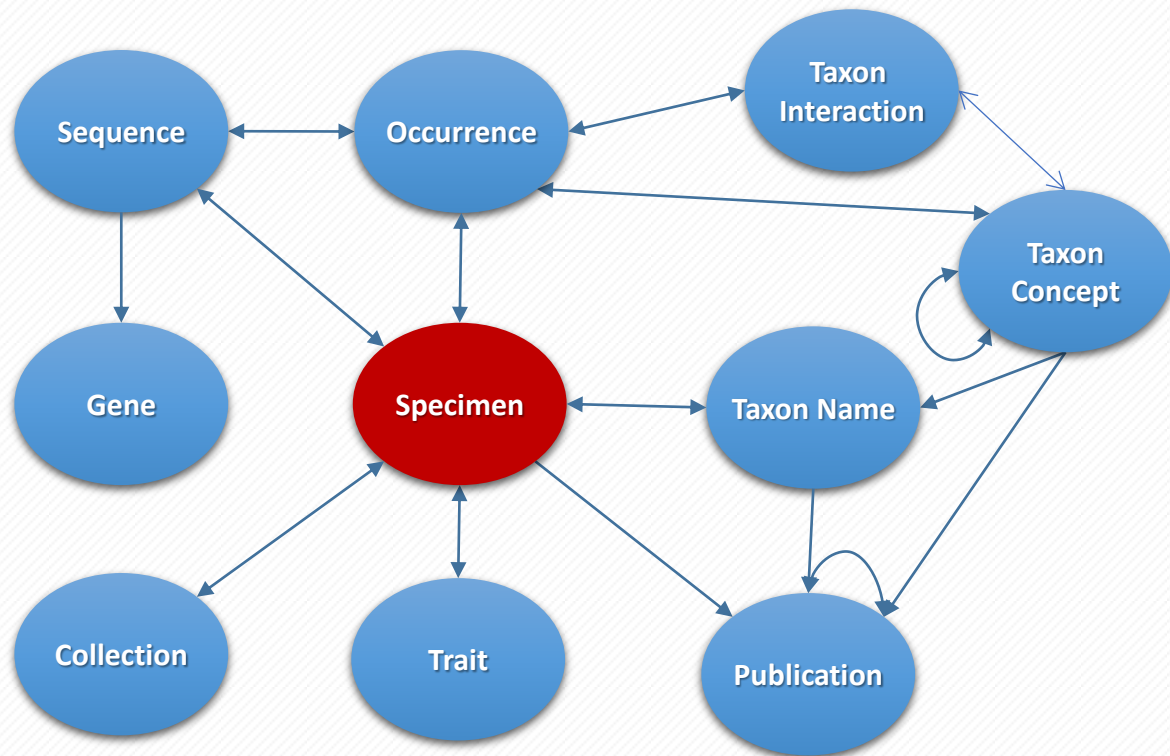 Sequence
Occurrence
Taxon
Interaction
Taxon
Concept
Gene
Specimen
Taxon Name
Collection
Trait
Publication